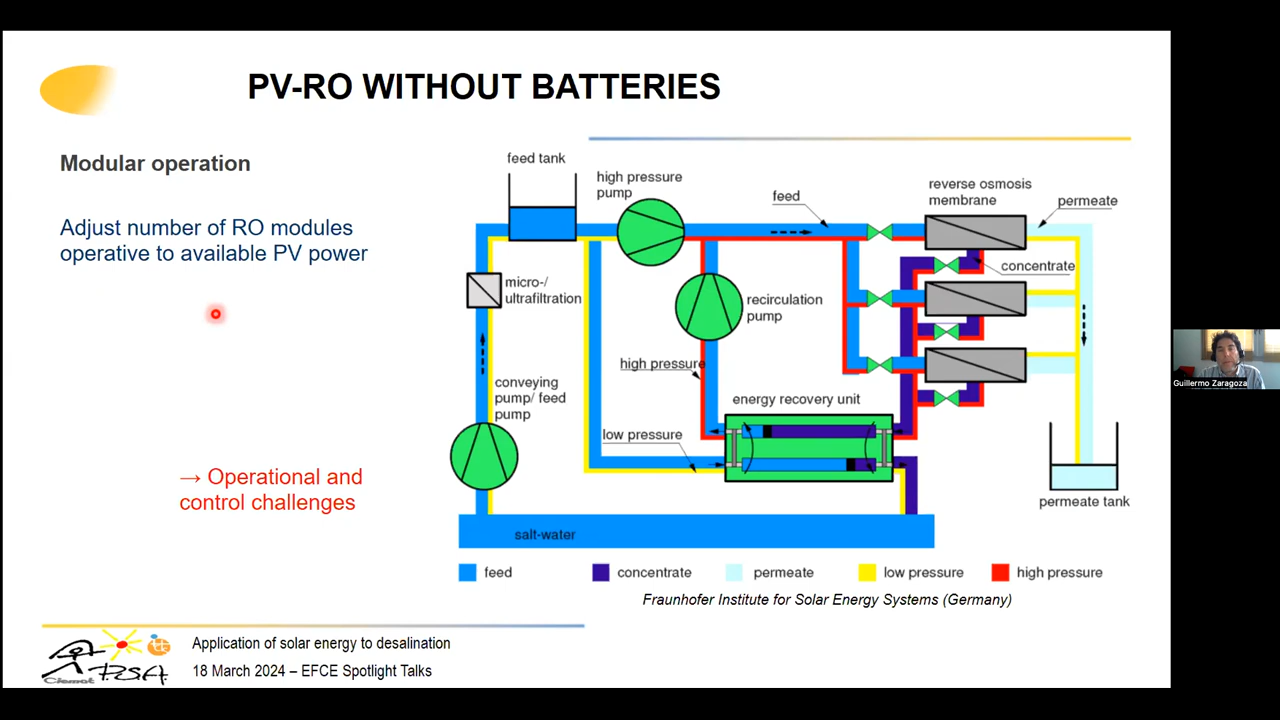 PV-RO WITHOUT BATTERIES
Modular operation
Adjust number of RO modules
operative to available PV power
→ Operational and
control challenges
feed tank
high pressure
pump
feed
reverse osmosis
membrane
permeate
concentrate
micro-/
ultrafiltration
recirculation
pump
high pressure
conveying
pump/ feed
pump
energy recovery unit
low pressure
permeate tank
salt-water
feed
concentrate
permeate
low pressure
high pressure
Fraunhofer Institute for Solar Energy Systems (Germany)
Application of solar energy to desalination
18 March 2024 – EFCE Spotlight Talks
Ciemat
PSA
Guillermo Zaragoza